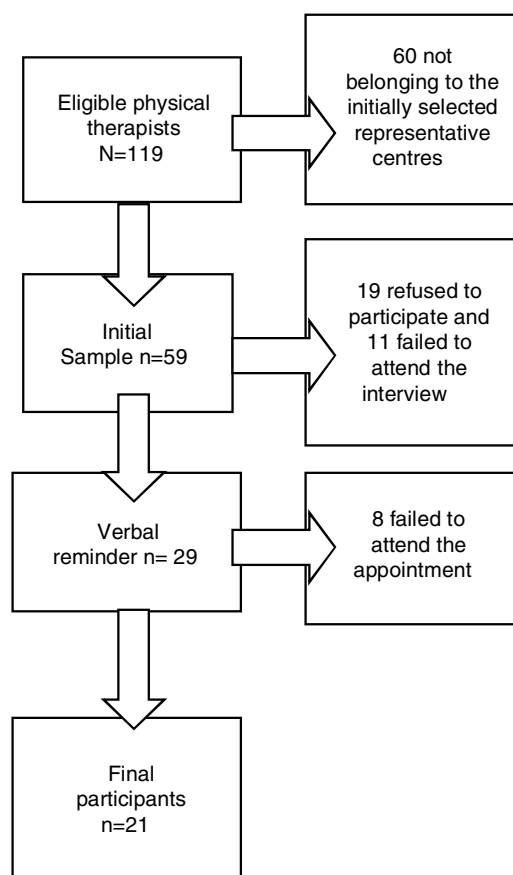 Eligible physical
therapists
N=119
60 not
belonging to the
initially selected
representative
centres
Initial
Sample n=59
19 refused to
participate and
11 failed to
attend the
interview
Verbal
reminder n= 29
8 failed to
attend the
appointment
Final
participants
n=21